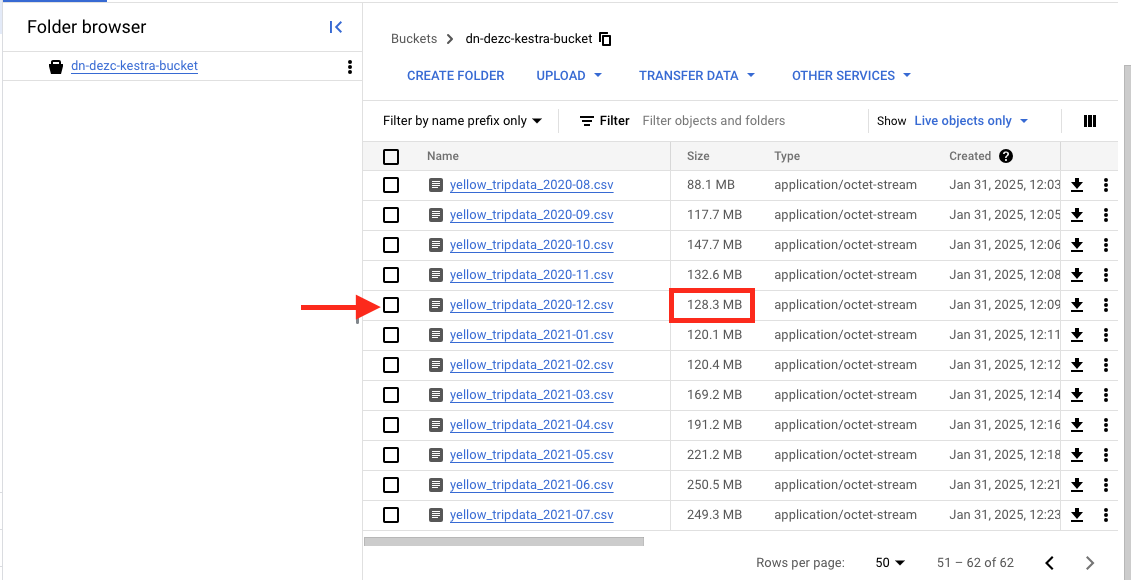 Folder browser
dn-dezc-kestra-bucket
Buckets > dn-dezc-kestra-bucket
CREATE FOLDER UPLOAD TRANSFER DATA OTHER SERVICES
Filter by name prefix only Filter Filter objects and folders Show Live objects only
Name Size Type Created ?
yellow_tripdata_2020-08.csv 88.1 MB application/octet-stream Jan 31, 2025, 12:03
yellow_tripdata_2020-09.csv 117.7 MB application/octet-stream Jan 31, 2025, 12:05
yellow_tripdata_2020-10.csv 147.7 MB application/octet-stream Jan 31, 2025, 12:06
yellow_tripdata_2020-11.csv 132.6 MB application/octet-stream Jan 31, 2025, 12:08
yellow_tripdata_2020-12.csv 128.3 MB application/octet-stream Jan 31, 2025, 12:09
yellow_tripdata_2021-01.csv 120.1 MB application/octet-stream Jan 31, 2025, 12:11
yellow_tripdata_2021-02.csv 120.4 MB application/octet-stream Jan 31, 2025, 12:12
yellow_tripdata_2021-03.csv 169.2 MB application/octet-stream Jan 31, 2025, 12:14
yellow_tripdata_2021-04.csv 191.2 MB application/octet-stream Jan 31, 2025, 12:16
yellow_tripdata_2021-05.csv 221.2 MB application/octet-stream Jan 31, 2025, 12:18
yellow_tripdata_2021-06.csv 250.5 MB application/octet-stream Jan 31, 2025, 12:21
yellow_tripdata_2021-07.csv 249.3 MB application/octet-stream Jan 31, 2025, 12:23
Rows per page: 50 51 – 62 of 62